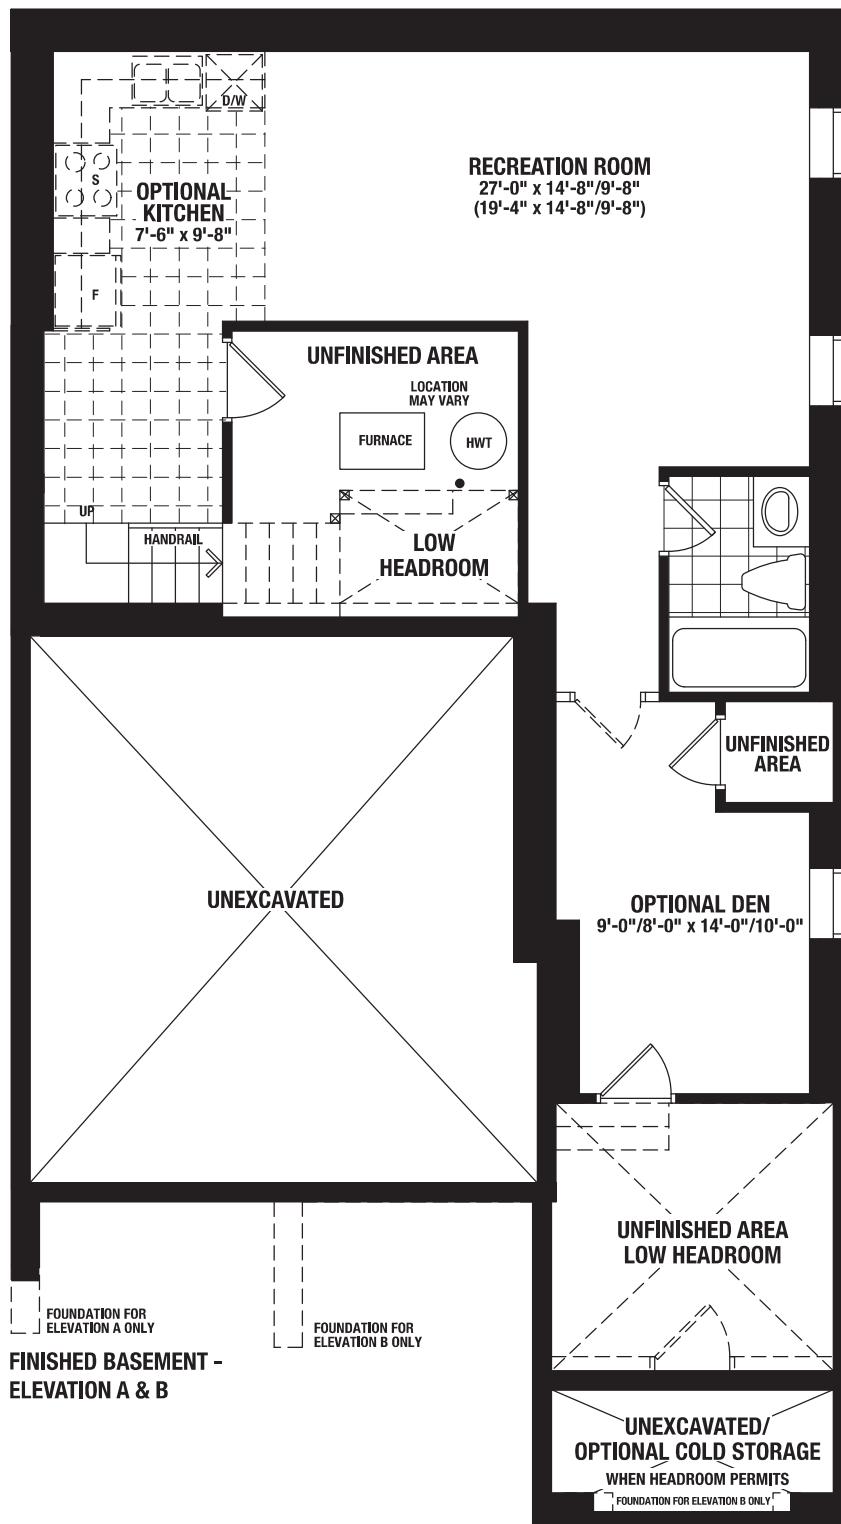 D/W
RECREATION ROOM
27'-0" x 14'-8"/9'-8"
(19'-4" x 14'-8"/9'-8")
S
OPTIONAL
KITCHEN
7'-6" x 9'-8"
F
UNFINISHED AREA
LOCATION
MAY VARY
FURNACE
HWT
UP
HANDRAIL
LOW
HEADROOM
UNFINISHED
AREA
UNEXCAVATED
OPTIONAL DEN
9'-0"/8'-0" x 14'-0"/10'-0"
UNFINISHED AREA
LOW HEADROOM
FOUNDATION FOR
ELEVATION A ONLY
FOUNDATION FOR
ELEVATION B ONLY
FINISHED BASEMENT -
ELEVATION A & B
UNEXCAVATED/
OPTIONAL COLD STORAGE
WHEN HEADROOM PERMITS
FOUNDATION FOR ELEVATION B ONLY